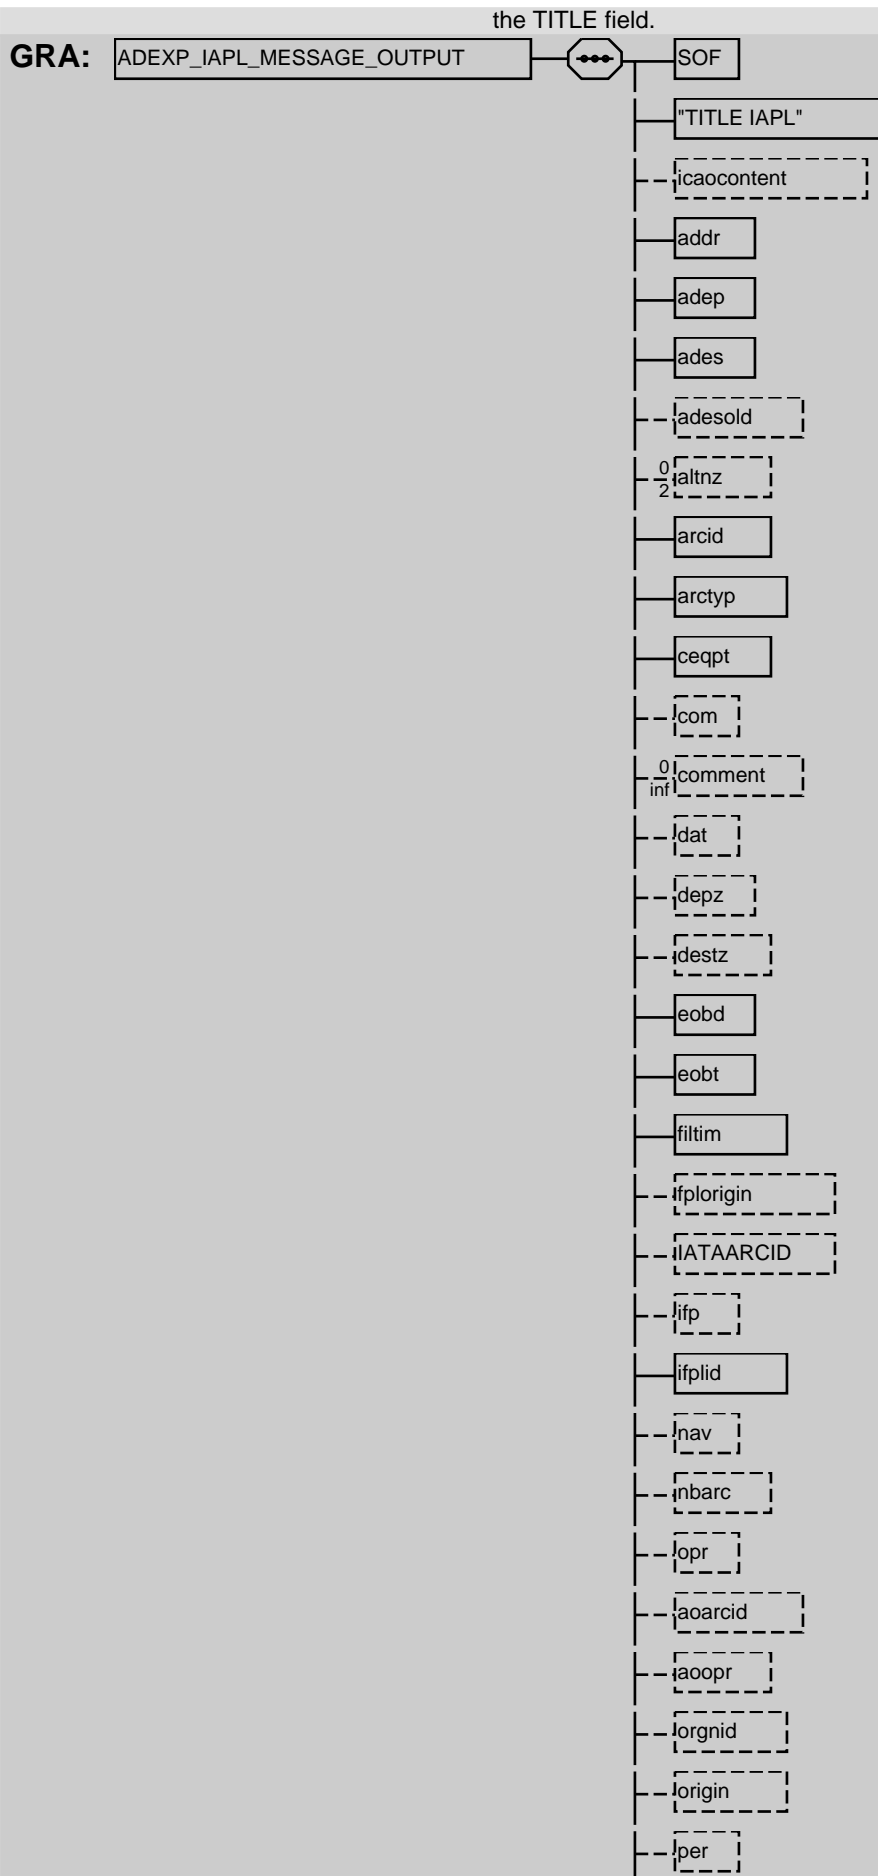 the TITLE field.
GRA: ADEXP_IAPL_MESSAGE_OUTPUT SOF
"TITLE IAPL"
icaocontent
addr
adep
ades
adesold
0
2
altnz
arcid
arctyp
ceqpt
com
0
inf
comment
dat
depz
destz
eobd
eobt
filtim
fplorigin
IATAARCID
ifp
ifplid
nav
nbarc
opr
aoarcid
aoopr
orgnid
origin
per